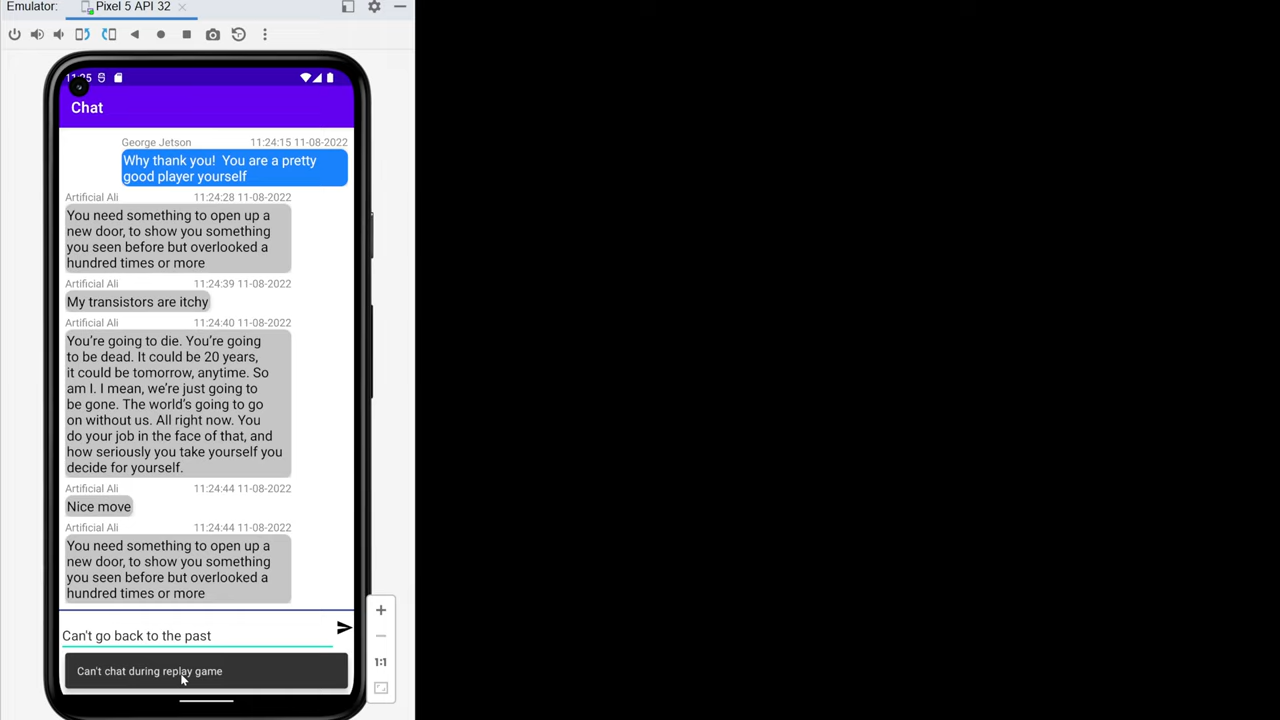 Emulator:
Pixel 5 API 32
11:25
Chat
George Jetson 11:24:15 11-08-2022
Why thank you!  You are a pretty
good player yourself
Artificial Ali 11:24:28 11-08-2022
You need something to open up a
new door, to show you something
you seen before but overlooked a
hundred times or more
Artificial Ali 11:24:39 11-08-2022
My transistors are itchy
Artificial Ali 11:24:40 11-08-2022
You’re going to die. You’re going
to be dead. It could be 20 years,
it could be tomorrow, anytime. So
am I. I mean, we’re just going to
be gone. The world’s going to go
on without us. All right now. You
do your job in the face of that, and
how seriously you take yourself you
decide for yourself.
Artificial Ali 11:24:44 11-08-2022
Nice move
Artificial Ali 11:24:44 11-08-2022
You need something to open up a
new door, to show you something
you seen before but overlooked a
hundred times or more
Can't go back to the past
Can't chat during replay game
1:1